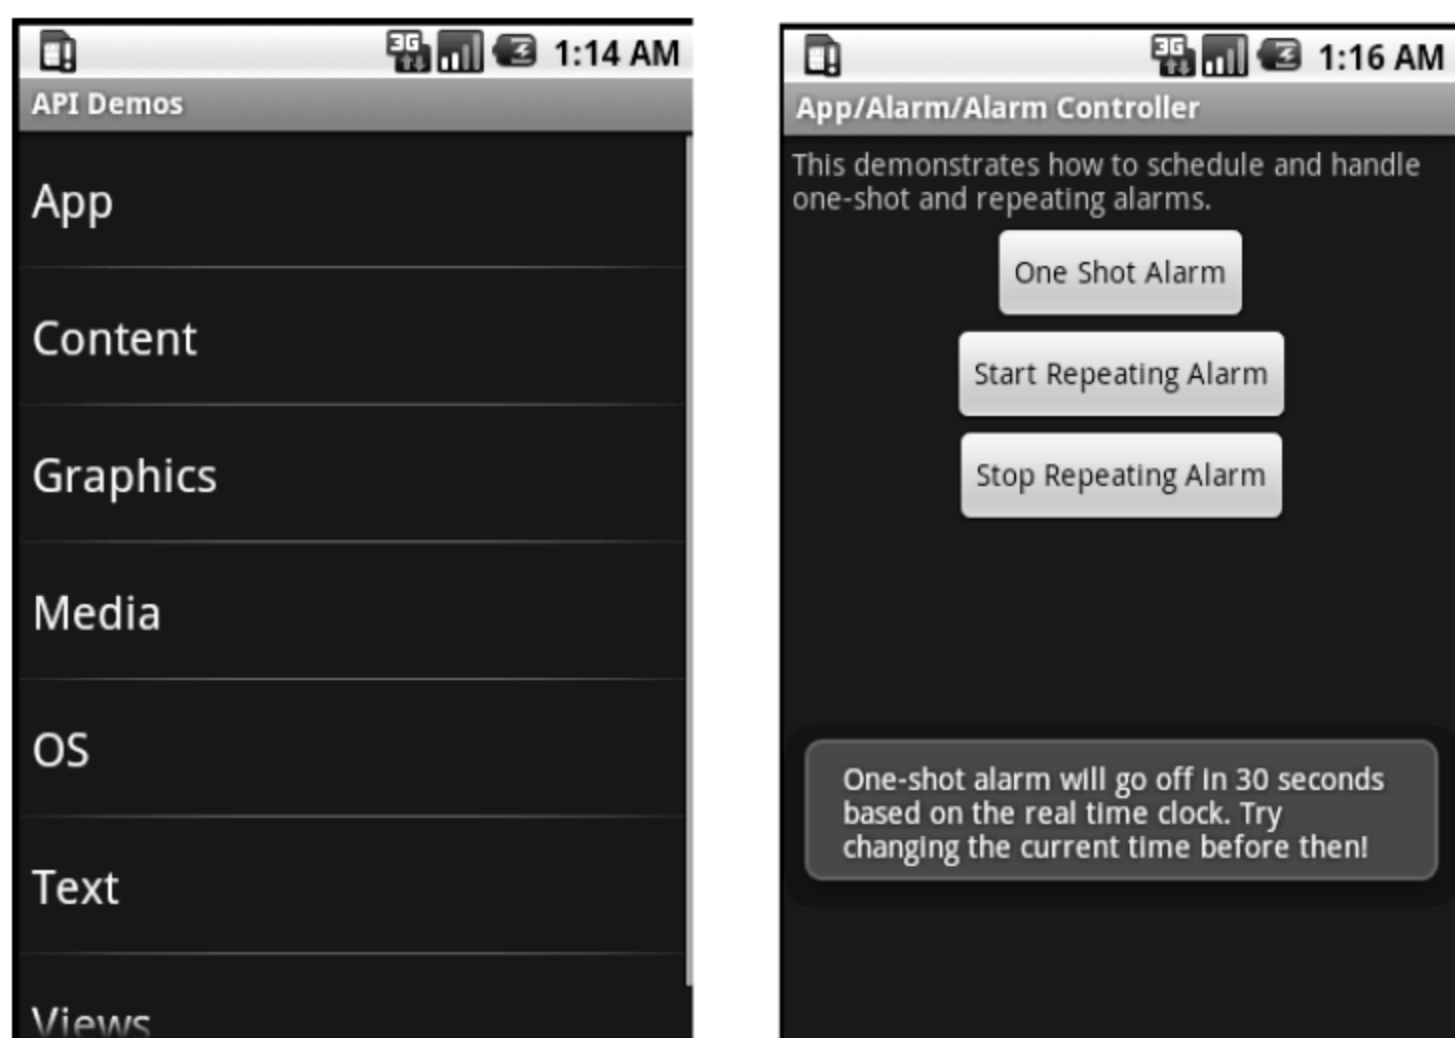 3G
1:14 AM
API Demos
App
Content
Graphics
Media
OS
Text
Views
3G
1:16 AM
App/Alarm/Alarm Controller
This demonstrates how to schedule and handle
one-shot and repeating alarms.
One Shot Alarm
Start Repeating Alarm
Stop Repeating Alarm
One-shot alarm will go off in 30 seconds
based on the real time clock. Try
changing the current time before then!